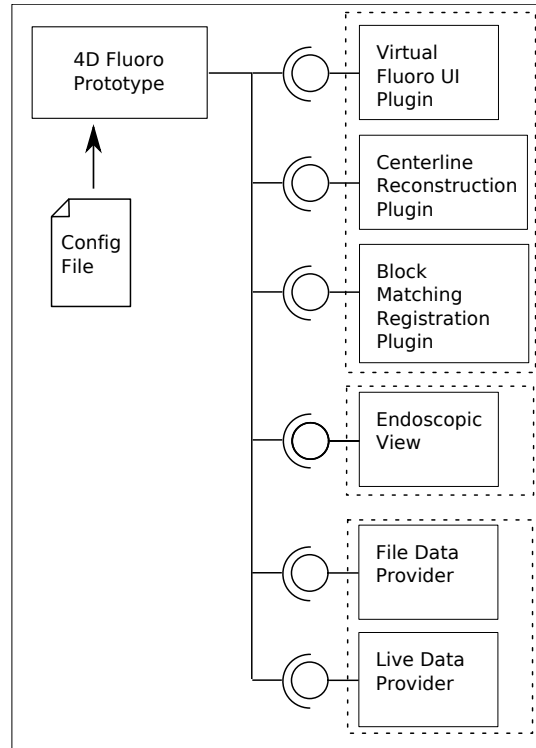 4D Fluoro
Prototype
Config
File
Virtual
Fluoro UI
Plugin
Centerline
Reconstruction
Plugin
Block
Matching
Registration
Plugin
Endoscopic
View
File Data
Provider
Live Data
Provider